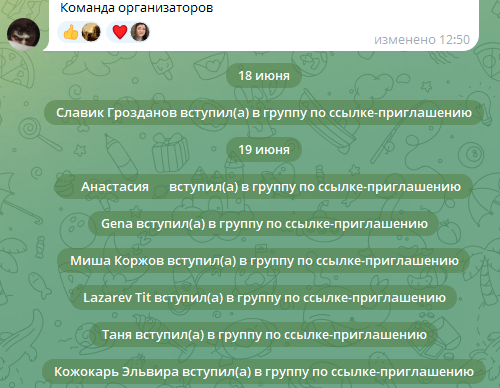 Команда организаторов
изменено 12:50
18 июня
Славик Грозданов вступил(а) в группу по ссылке-приглашению
19 июня
Анастасия вступил(а) в группу по ссылке-приглашению
Gena вступил(а) в группу по ссылке-приглашению
Миша Коржов вступил(а) в группу по ссылке-приглашению
Lazarev Tit вступил(а) в группу по ссылке-приглашению
Таня вступил(а) в группу по ссылке-приглашению
Кожокарь Эльвира вступил(а) в группу по ссылке-приглашению